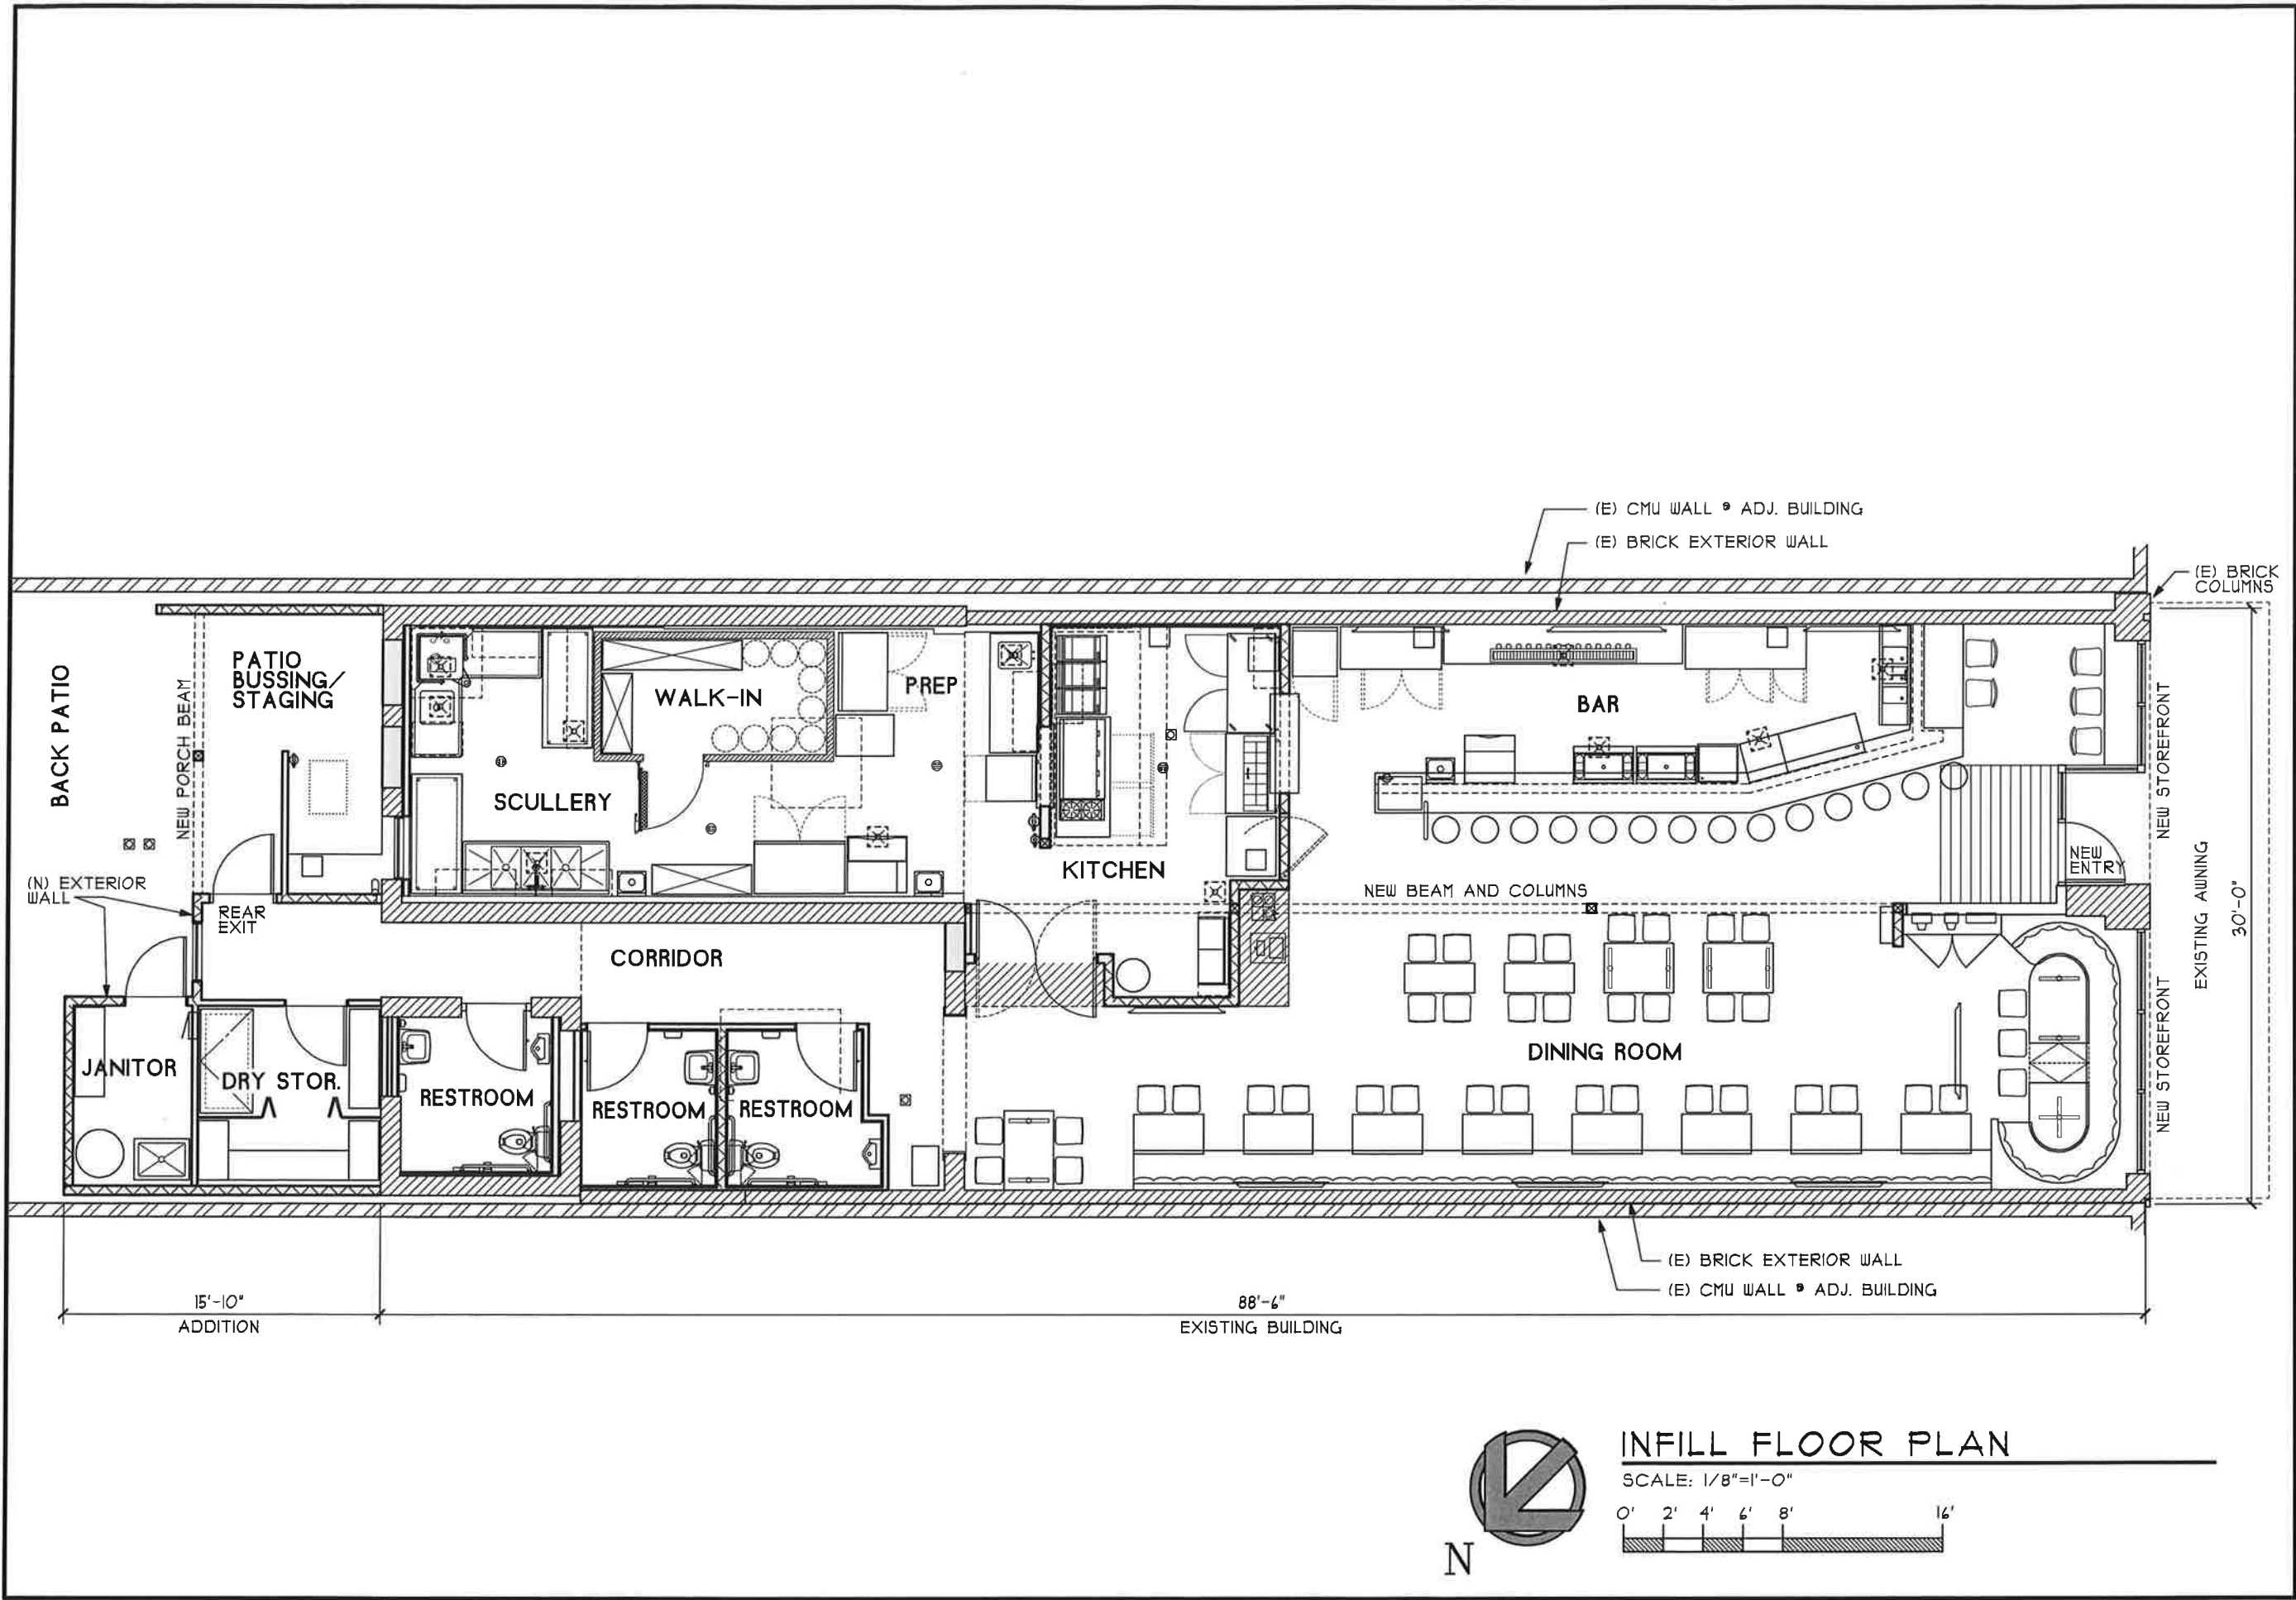 (E) CMU WALL @ ADJ. BUILDING
(E) BRICK EXTERIOR WALL
(E) BRICK
COLUMNS
BACK PATIO
NEW PORCH BEAM
PATIO
BUSSING/
STAGING
WALK-IN
PREP
SCULLERY
KITCHEN
BAR
NEW STOREFRONT
NEW
ENTRY
EXISTING AWNING
30'-0"
(N) EXTERIOR
WALL
REAR
EXIT
NEW BEAM AND COLUMNS
CORRIDOR
DINING ROOM
NEW STOREFRONT
JANITOR
DRY STOR.
RESTROOM
RESTROOM
RESTROOM
(E) BRICK EXTERIOR WALL
(E) CMU WALL @ ADJ. BUILDING
15'-10"
ADDITION
88'-6"
EXISTING BUILDING
N
INFILL FLOOR PLAN
SCALE: 1/8"=1'-0"
0' 2' 4' 6' 8' 16'